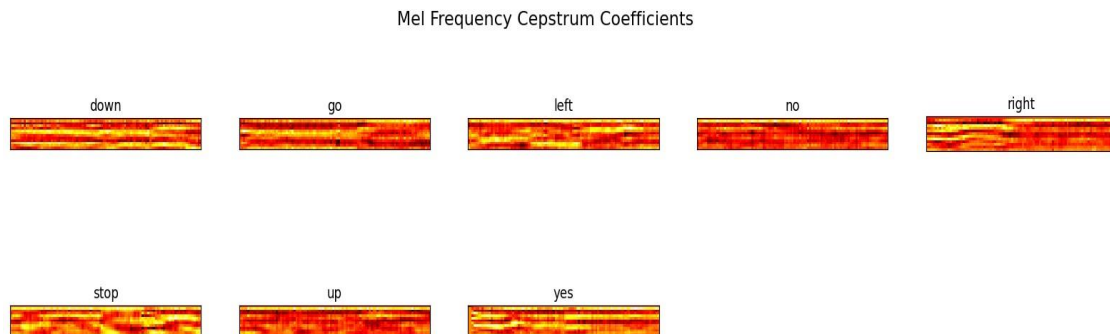 Mel Frequency Cepstrum Coefficients
down go left no right
stop up yes